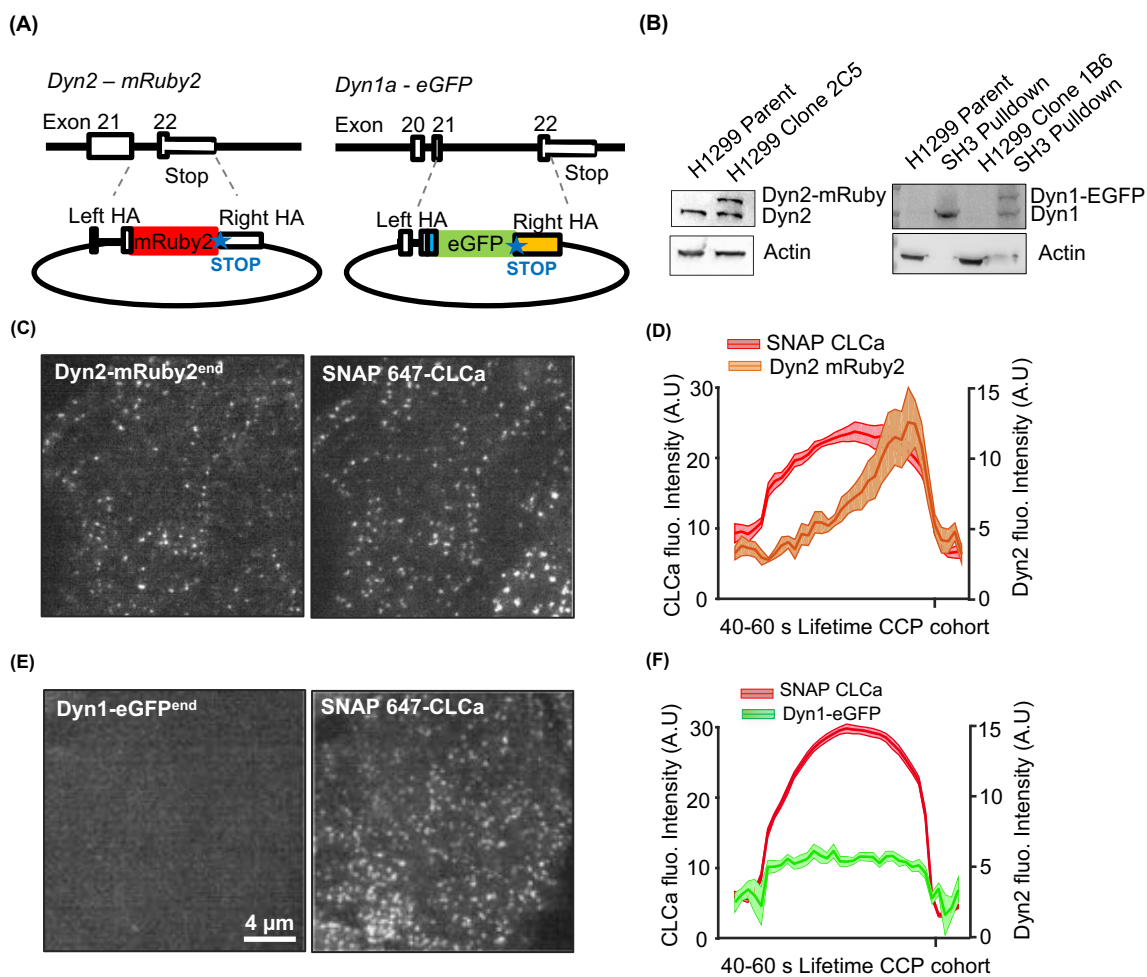 (A)
Dyn2 – mRuby2
Exon 21 22
Stop
Left HA Right HA
mRuby2
STOP
Dyn1a - eGFP
Exon 20 21 22
Stop
Left HA Right HA
eGFP
STOP
(B)
H1299 Parent
H1299 Clone 2C5
Dyn2-mRuby
Dyn2
Actin
H1299 Parent
SH3 Pulldown
H1299 Clone 1B6
SH3 Pulldown
Dyn1-EGFP
Dyn1
Actin
(C)
Dyn2-mRuby2end
SNAP 647-CLCa
(D)
SNAP CLCa
Dyn2 mRuby2
CLCa fluo. Intensity (A.U)
30
20
10
0
Dyn2 fluo. Intensity (A.U)
15
10
5
0
40-60 s Lifetime CCP cohort
(E)
Dyn1-eGFPend
4 µm
SNAP 647-CLCa
(F)
SNAP CLCa
Dyn1-eGFP
CLCa fluo. Intensity (A.U)
30
20
10
0
Dyn2 fluo. Intensity (A.U)
15
10
5
0
40-60 s Lifetime CCP cohort